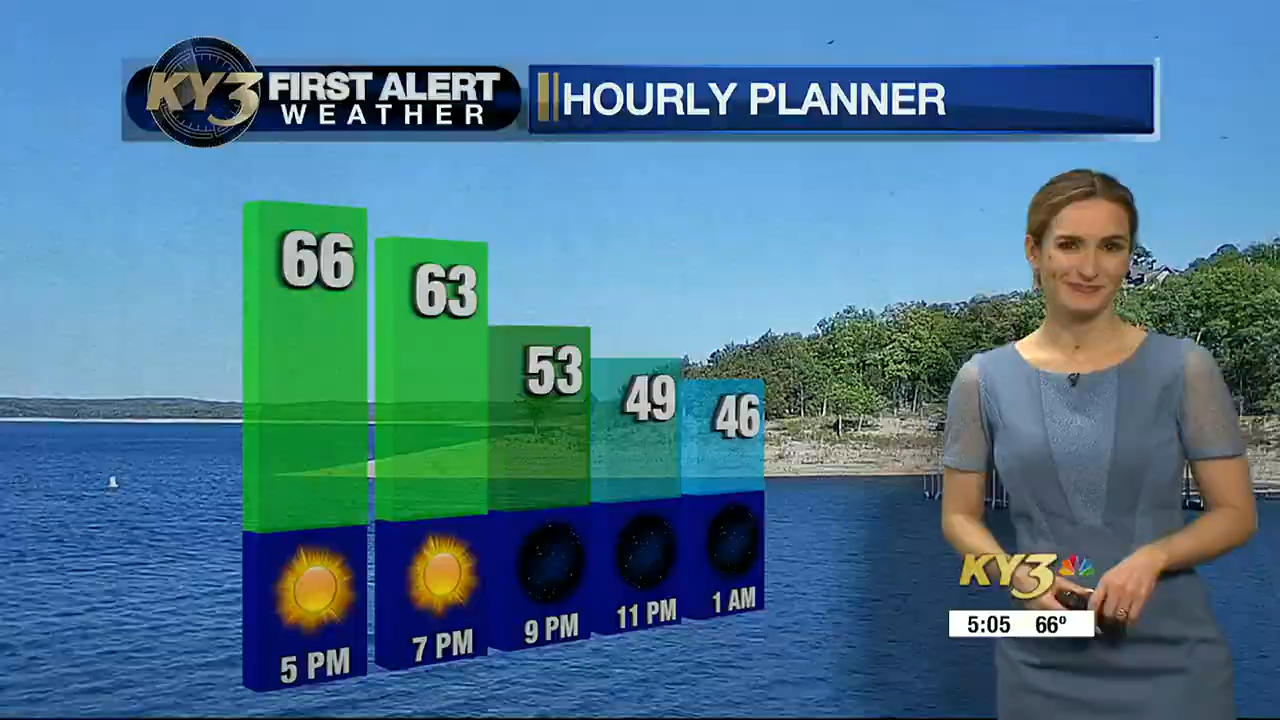 KY3 FIRST ALERT
WEATHER
HOURLY PLANNER
66
63
53
49
46
5 PM
7 PM
9 PM
11 PM
1 AM
KY3
5:05 66º